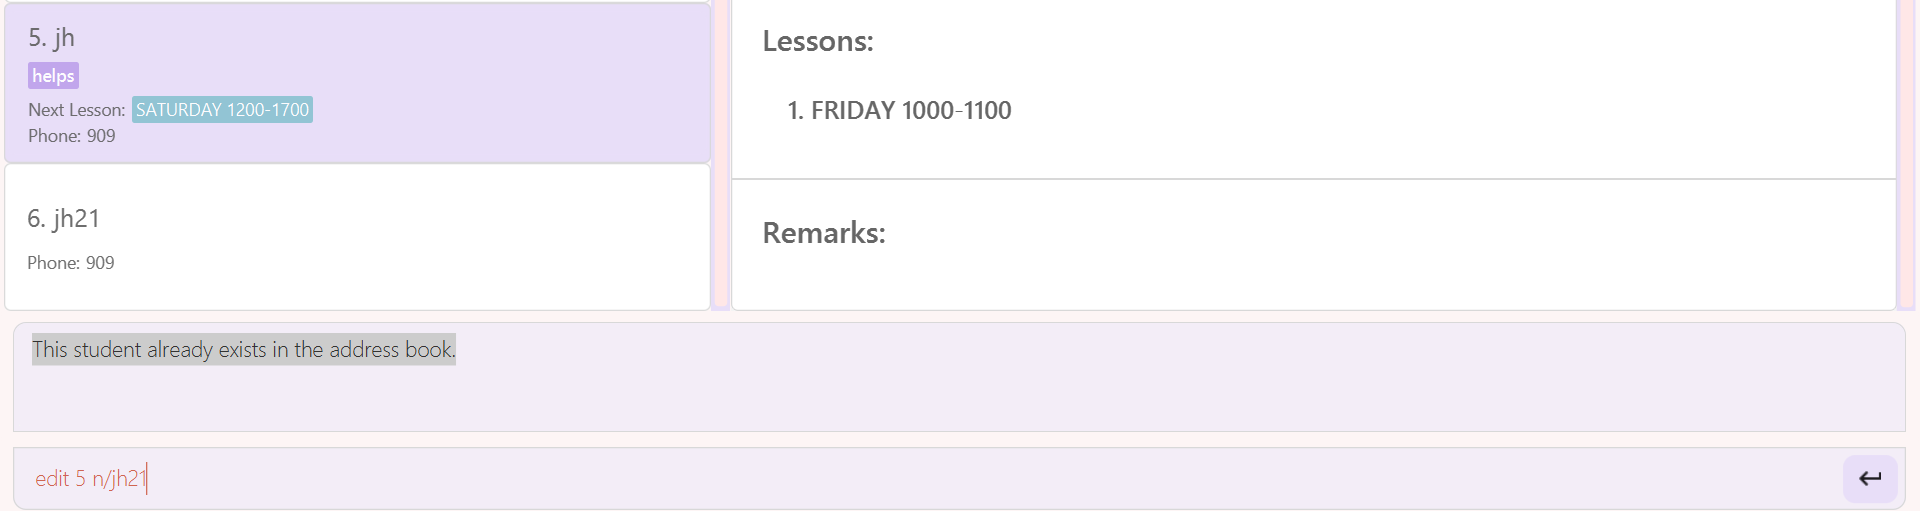 5. jh
helps
Next Lesson: SATURDAY 1200-1700
Phone: 909
6. jh21
Phone: 909
Lessons:
1. FRIDAY 1000-1100
Remarks:
This student already exists in the address book.
edit 5 n/jh21